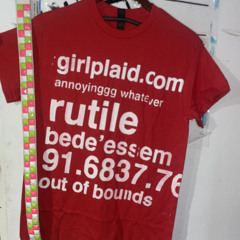 :girlplaid.com
annoyinggg whatever
rutile
bede'essem
91.6837.76
out of bounds